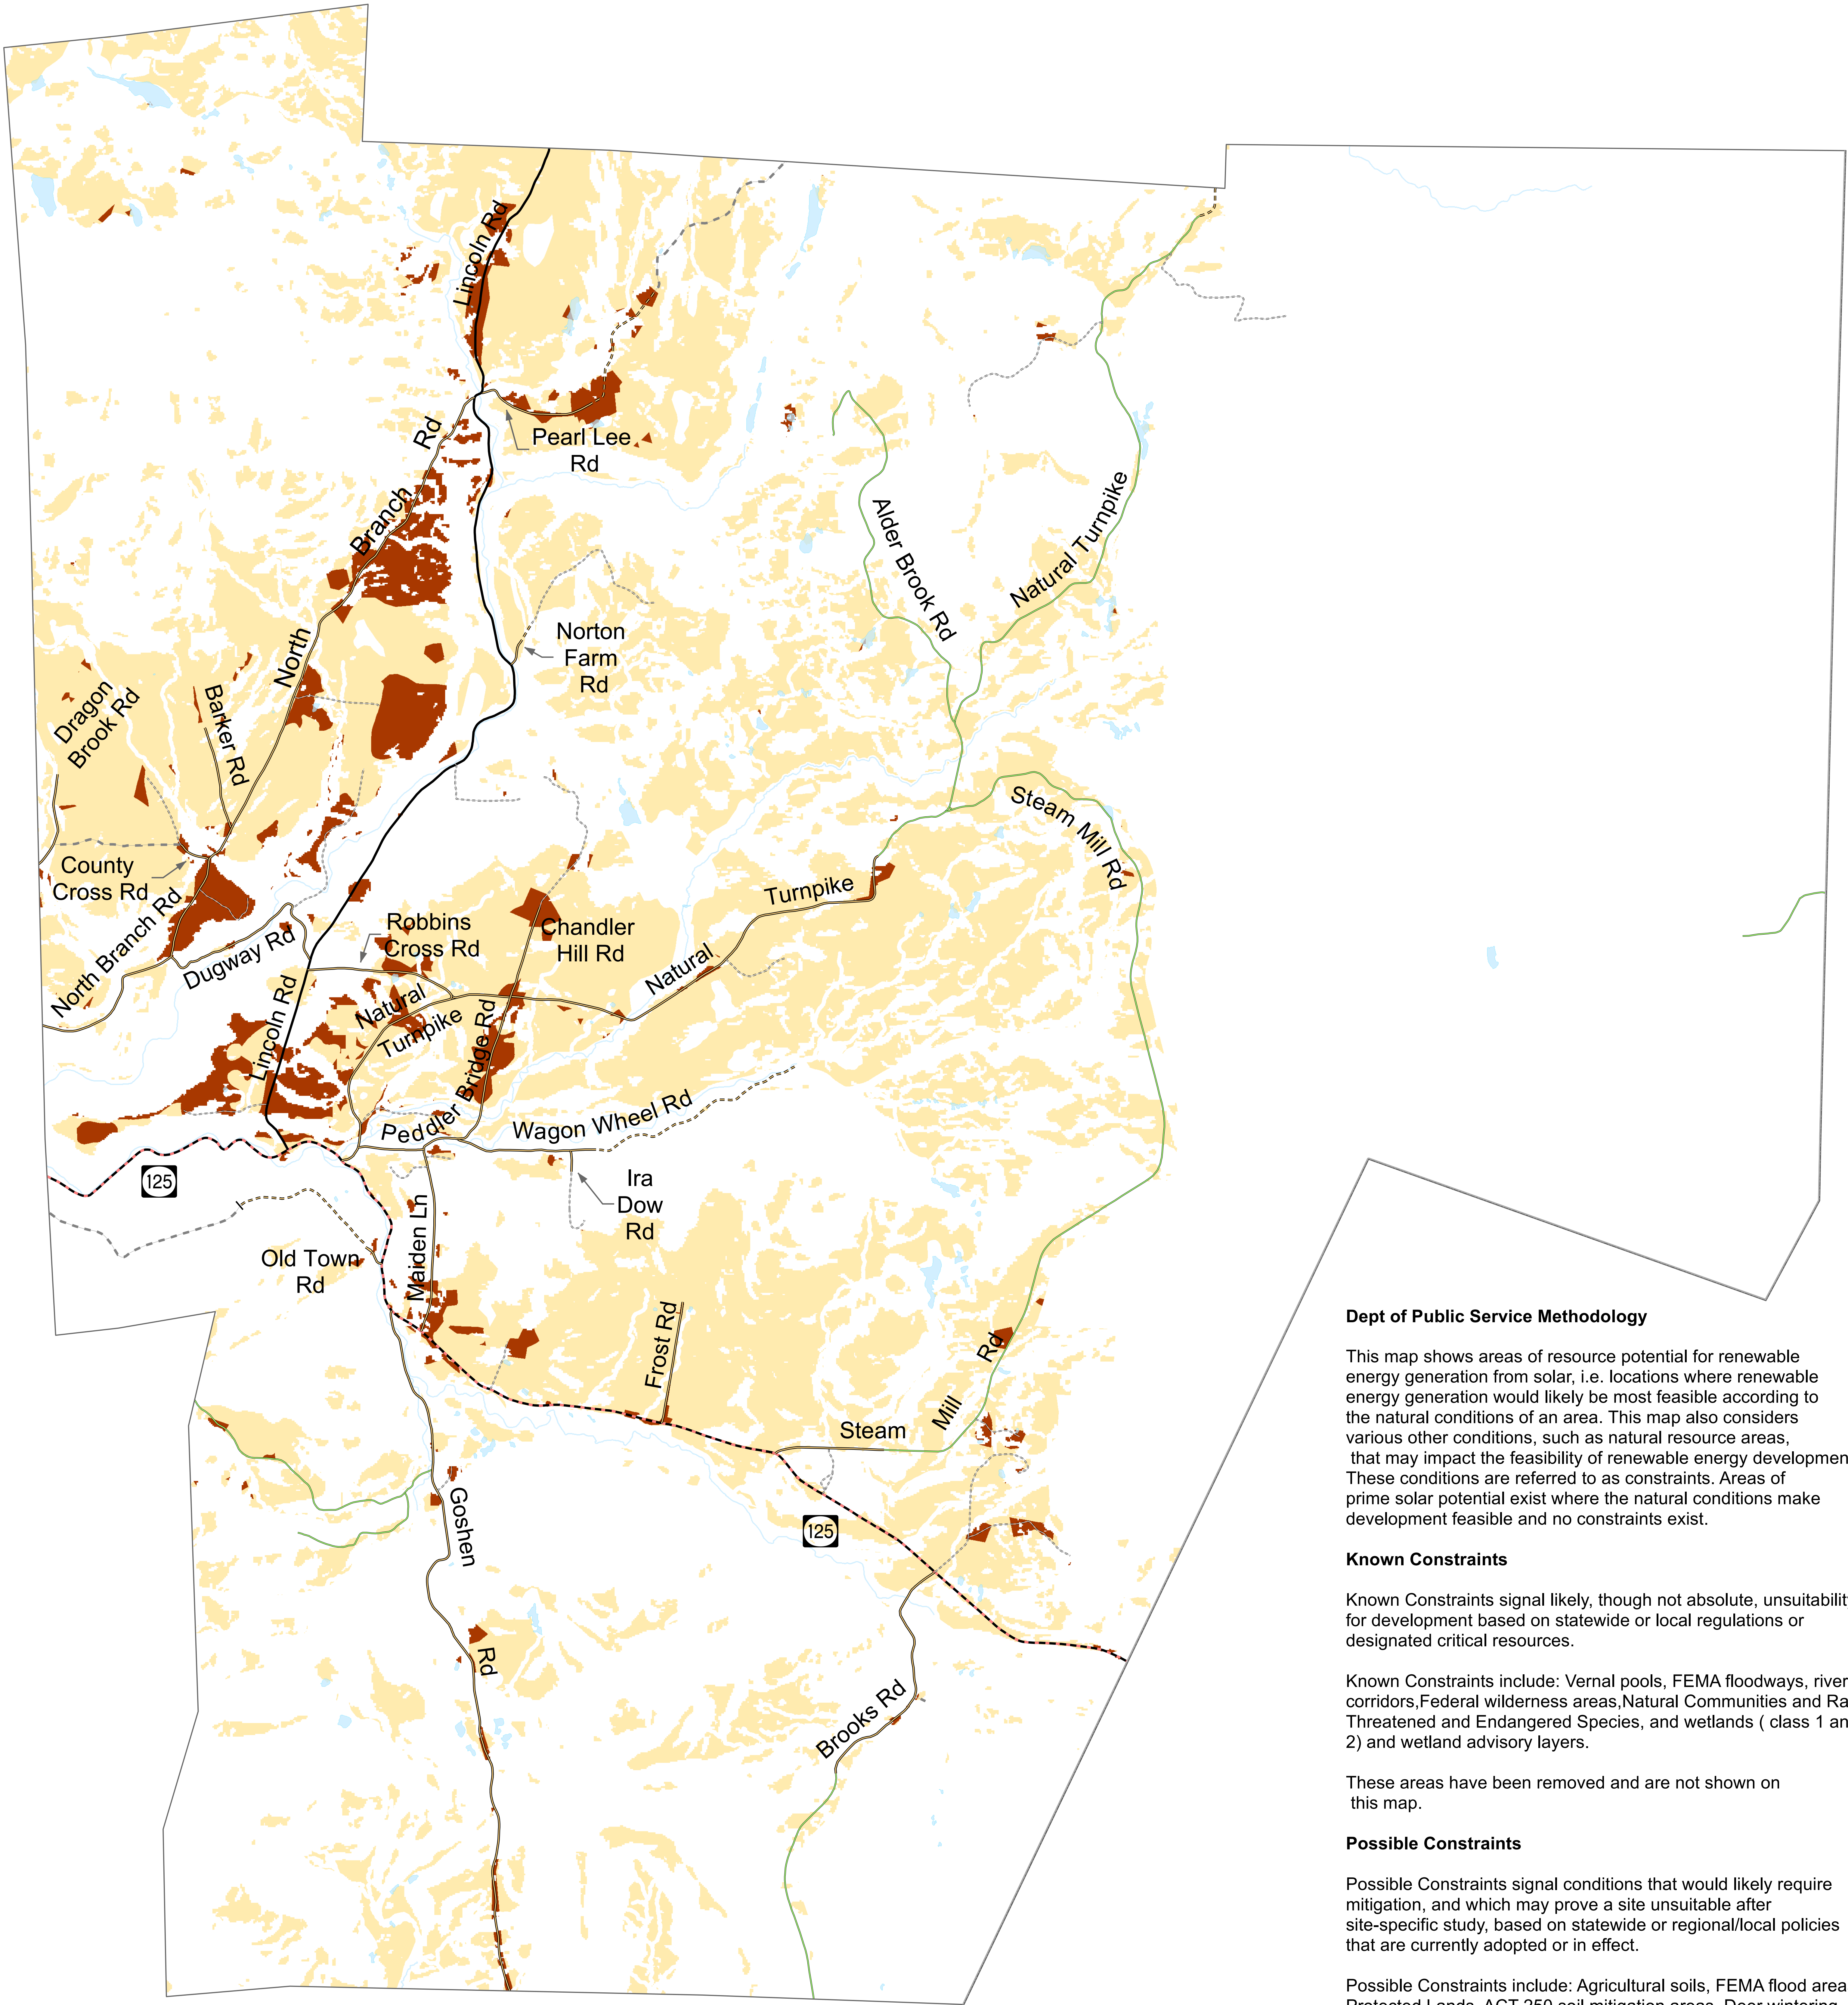 Lincoln Rd
Pearl Lee
Rd
North Branch Rd
Alder Brook Rd
Natural Turnpike
Norton
Farm
Rd
Dragon
Brook Rd
Barker Rd
Steam Mill Rd
County
Cross Rd
North Branch Rd
Dugway Rd
Robbins
Cross Rd
Chandler
Hill Rd
Natural Turnpike
Lincoln Rd
Natural
Turnpike
Peddler Bridge Rd
Wagon Wheel Rd
125
Ira
Dow
Rd
Maiden Ln
Old Town
Rd
Frost Rd
Steam Mill Rd
Goshen Rd
125
Brooks Rd
Dept of Public Service Methodology
This map shows areas of resource potential for renewable
energy generation from solar, i.e. locations where renewable
energy generation would likely be most feasible according to
the natural conditions of an area. This map also considers
various other conditions, such as natural resource areas,
that may impact the feasibility of renewable energy developmen
These conditions are referred to as constraints. Areas of
prime solar potential exist where the natural conditions make
development feasible and no constraints exist.
Known Constraints
Known Constraints signal likely, though not absolute, unsuitabilit
for development based on statewide or local regulations or
designated critical resources.
Known Constraints include: Vernal pools, FEMA floodways, river
corridors,Federal wilderness areas,Natural Communities and Ra
Threatened and Endangered Species, and wetlands ( class 1 an
2) and wetland advisory layers.
These areas have been removed and are not shown on
this map.
Possible Constraints
Possible Constraints signal conditions that would likely require
mitigation, and which may prove a site unsuitable after
site-specific study, based on statewide or regional/local policies
that are currently adopted or in effect.
Possible Constraints include: Agricultural soils, FEMA flood area
Protected Lands, ACT 250 soil mitigation areas, Deer wintering